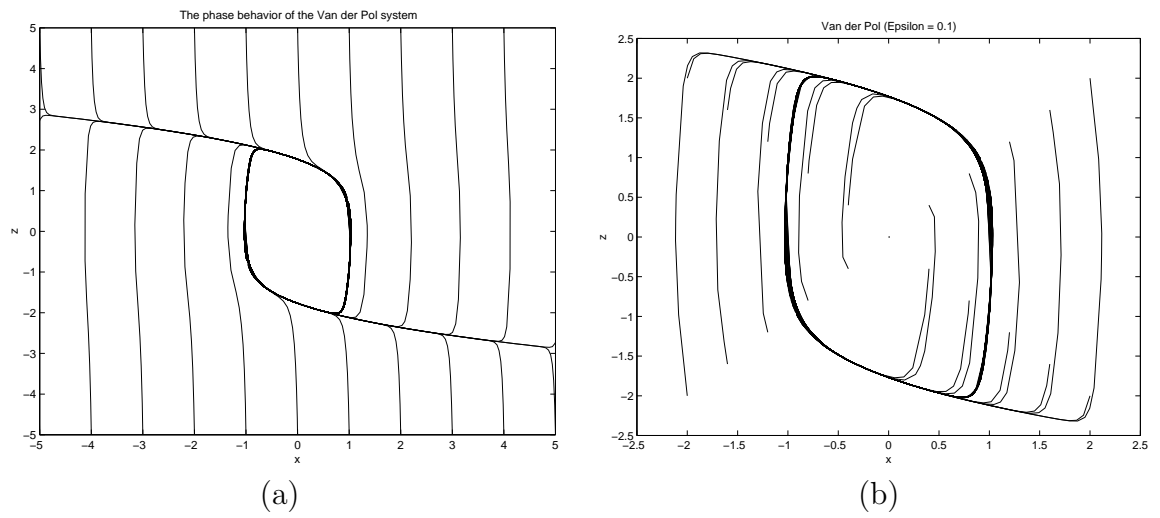 The phase behavior of the Van der Pol system
5
4
3
2
1
0
−1
−2
−3
−4
−5
z
−5 −4 −3 −2 −1 0 1 2 3 4 5
x
(a)
Van der Pol (Epsilon = 0.1)
2.5
2
1.5
1
0.5
0
−0.5
−1
−1.5
−2
−2.5
z
−2.5 −2 −1.5 −1 −0.5 0 0.5 1 1.5 2 2.5
x
(b)